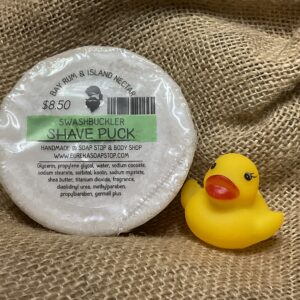 BAY RUM & ISLAND NECTAR
$8.50
SWASHBUCKLER
SHAVE PUCK
HANDMADE @ SOAP STOP & BODY SHOP
WWW.EUREKASOAPSTOP.COM
Glycerin, propylene glycol, water, sodium cocoate,
sodium stearate, sorbitol, kaolin, sodium myristate,
shea butter, titanium dioxide, fragrance,
diazlidinyl urea, methylparaben,
propylparaben, germall plus